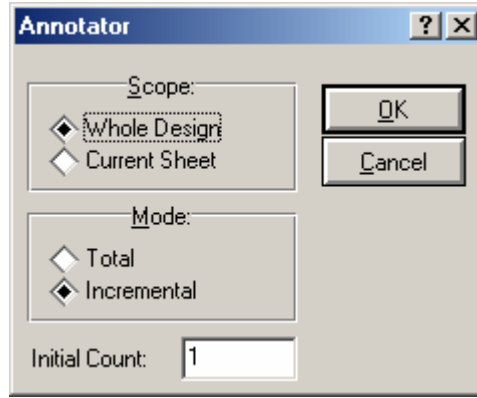 Annotator
Scope:
Whole Design
Current Sheet
OK
Cancel
Mode:
Total
Incremental
Initial Count: 1